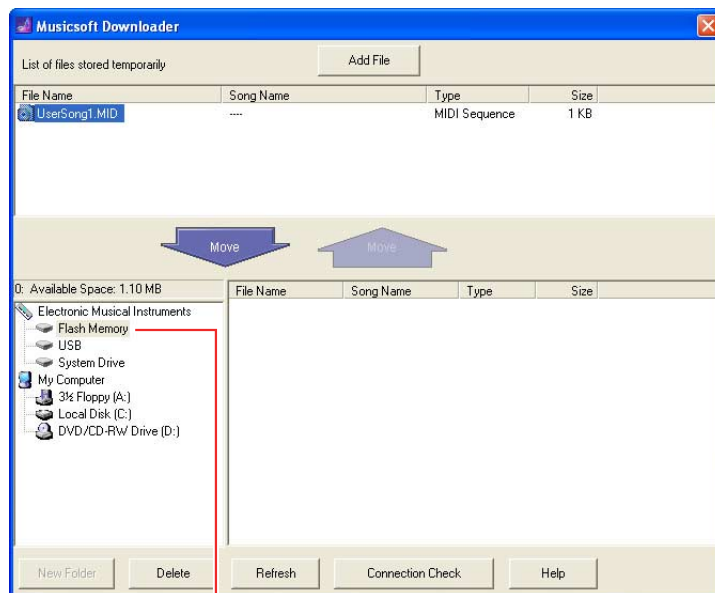 Musicsoft Downloader
List of files stored temporarily
Add File
File Name Song Name Type Size
UserSong1.MID ---- MIDI Sequence 1 KB
Move Move
0: Available Space: 1.10 MB
File Name Song Name Type Size
Electronic Musical Instruments
Flash Memory
USB
System Drive
My Computer
3½ Floppy (A:)
Local Disk (C:)
DVD/CD-RW Drive (D:)
New Folder Delete Refresh Connection Check Help